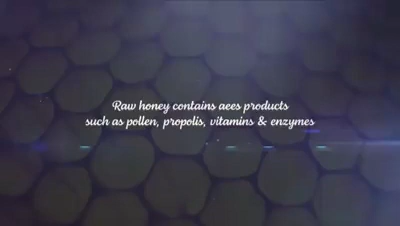 Raw honey contains aees products
such as pollen, propolis, vitamins & enzymes